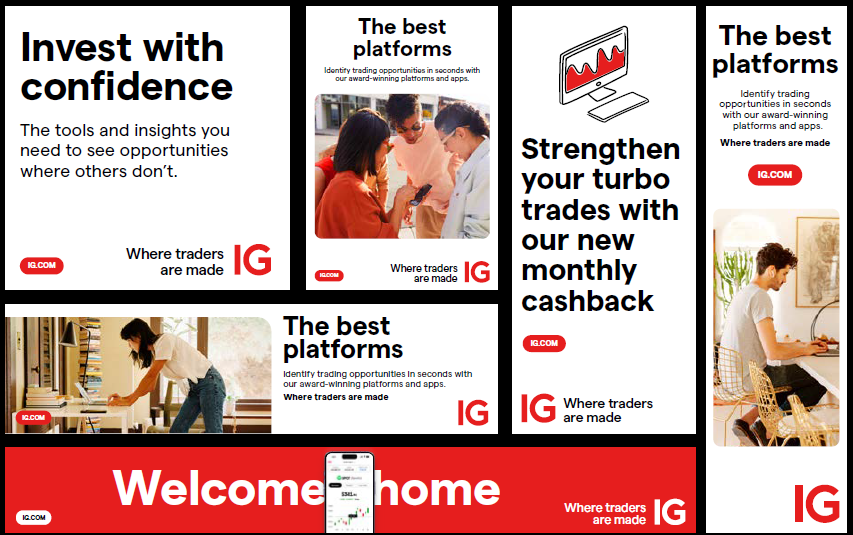 Invest with
confidence
The tools and insights you
need to see opportunities
where others don't.
IG.COM
Where traders
are made
IG
The best
platforms
Identify trading opportunities in seconds with
our award-winning platforms and apps.
IG.COM
Where traders
are made
IG
Strengthen
your turbo
trades with
our new
monthly
cashback
IG.COM
IG
Where traders
are made
The best
platforms
Identify trading
opportunities in seconds
with our award-winning
platforms and apps.
Where traders are made
IG.COM
IG
IG.COM
The best
platforms
Identify trading opportunities in seconds with
our award-winning platforms and apps.
Where traders are made
IG
Welcome home
IG.COM
Where traders
are made
IG